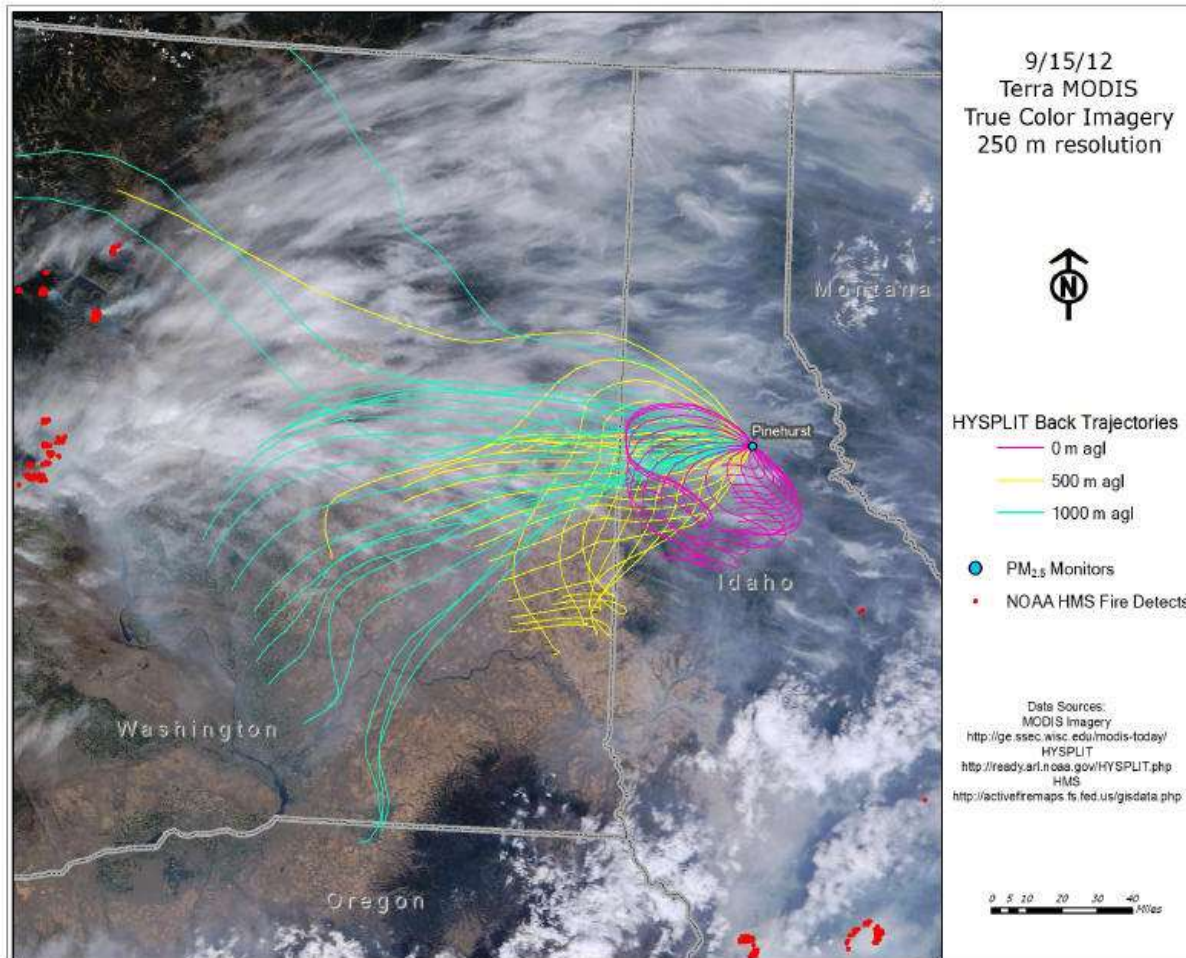 9/15/12
Terra MODIS
True Color Imagery
250 m resolution
N
Montana
HYSPLIT Back Trajectories
0 m agl
500 m agl
1000 m agl
PM2.5 Monitors
NOAA HMS Fire Detects
Pinehurst
Idaho
Washington
Oregon
Data Sources:
MODIS Imagery
http://ge.ssec.wisc.edu/modis-today/
HYSPLIT
http://ready.arl.noaa.gov/HYSPLIT.php
HMS
http://activefiremaps.fs.fed.us/gisdata.php
0 5 10 20 30 40
Miles